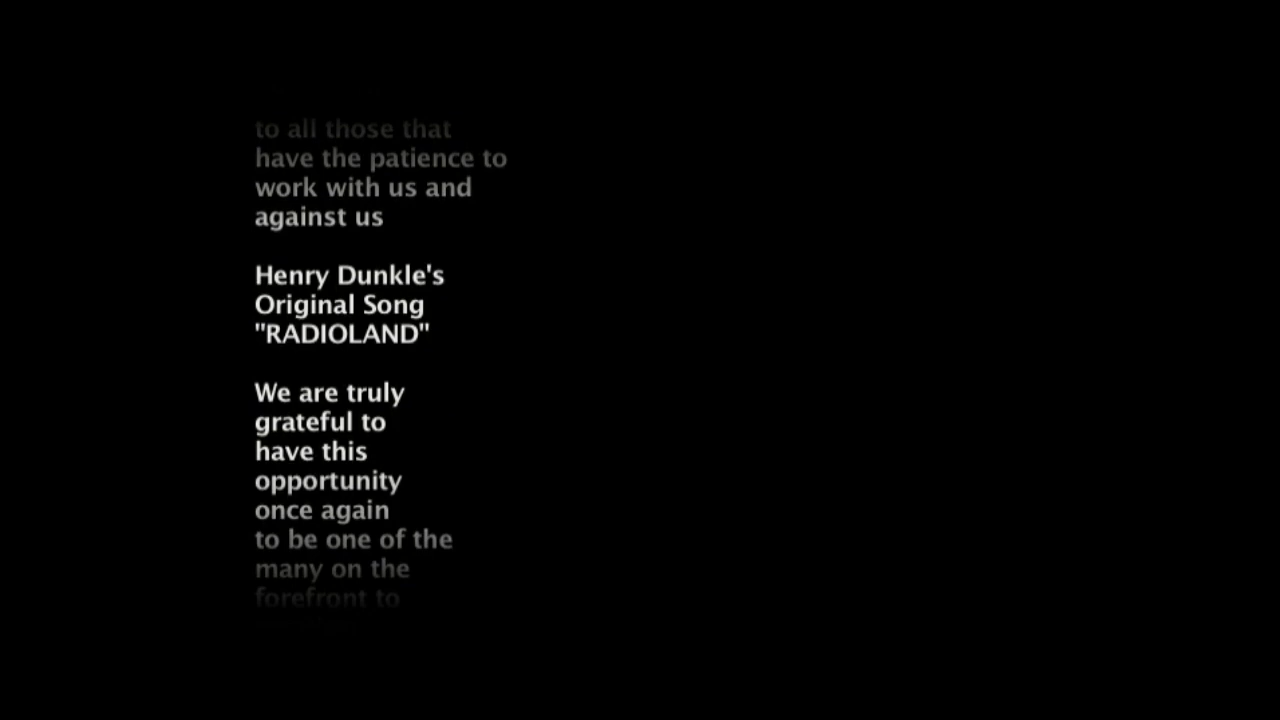 to all those that
have the patience to
work with us and
against us
Henry Dunkle's
Original Song
"RADIOLAND"
We are truly
grateful to
have this
opportunity
once again
to be one of the
many on the
forefront to